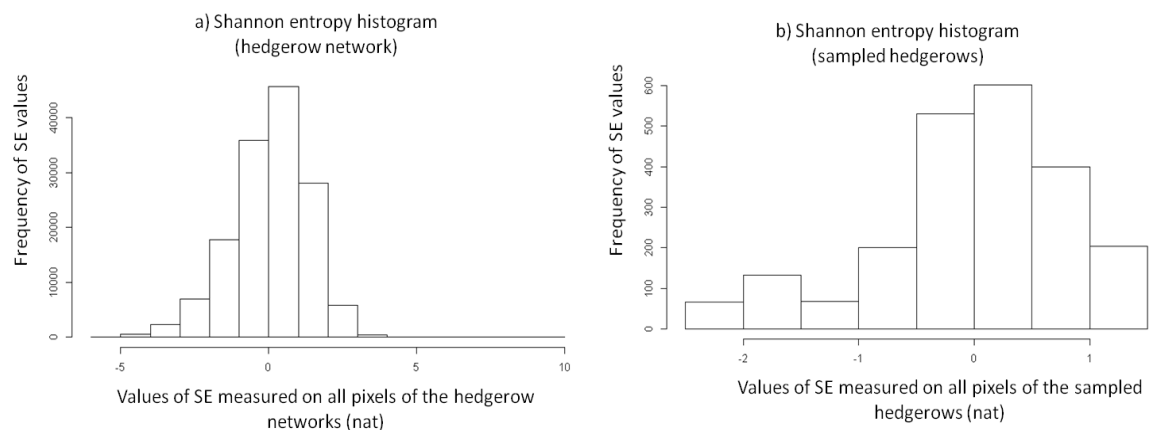 a) Shannon entropy histogram
(hedgerow network)
Frequency of SE values
40000
30000
20000
10000
0
-5
0
5
10
Values of SE measured on all pixels of the hedgerow
networks (nat)
b) Shannon entropy histogram
(sampled hedgerows)
Frequency of SE values
600
500
400
300
200
100
0
-2
-1
0
1
Values of SE measured on all pixels of the sampled
hedgerows (nat)